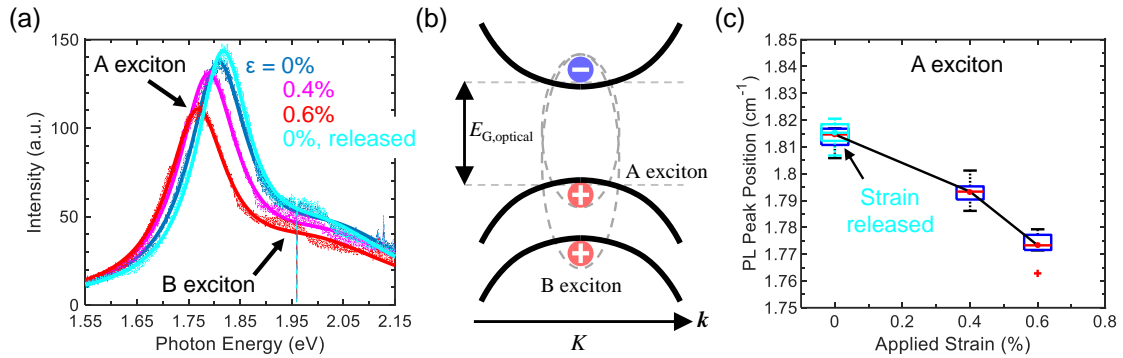 (a)
150
100
50
0
Intensity (a.u.)
A exciton
ε = 0%
0.4%
0.6%
0%, released
B exciton
1.55 1.65 1.75 1.85 1.95 2.05 2.15
Photon Energy (eV)
(b)
−
E_G,optical
A exciton
+
+
B exciton
k
K
(c)
1.85
1.84
1.83
1.82
1.81
1.79
1.78
1.77
1.76
1.75
PL Peak Position (cm⁻¹)
A exciton
Strain
released
0 0.2 0.4 0.6 0.8
Applied Strain (%)